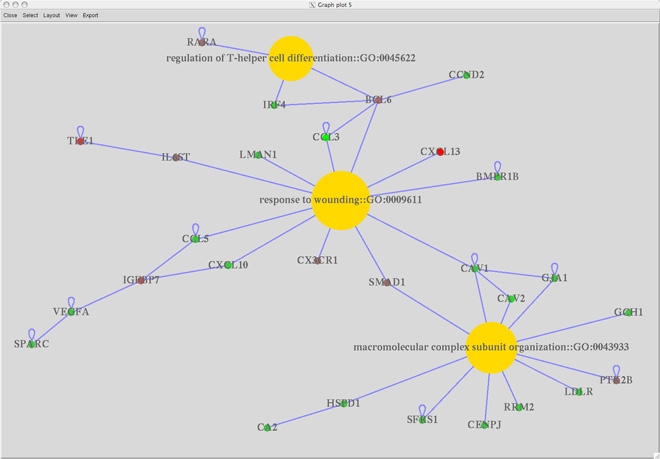 Graph plot 5
Close Select Layout View Export
RARA
regulation of T-helper cell differentiation::GO:0045622
CCND2
IRF4
BCL6
CCL3
TLE1
IL6ST
LMAN1
CXCL13
BMPR1B
response to wounding::GO:0009611
CCL5
CX3CR1
CXCL10
CAV1
IGFBP7
SMAD1
GJA1
CAV2
VEGFA
GCH1
SPARC
macromolecular complex subunit organization::GO:0043933
PTK2B
LDLR
HSPD1
RRM2
SFRS1
CENPJ
CA2